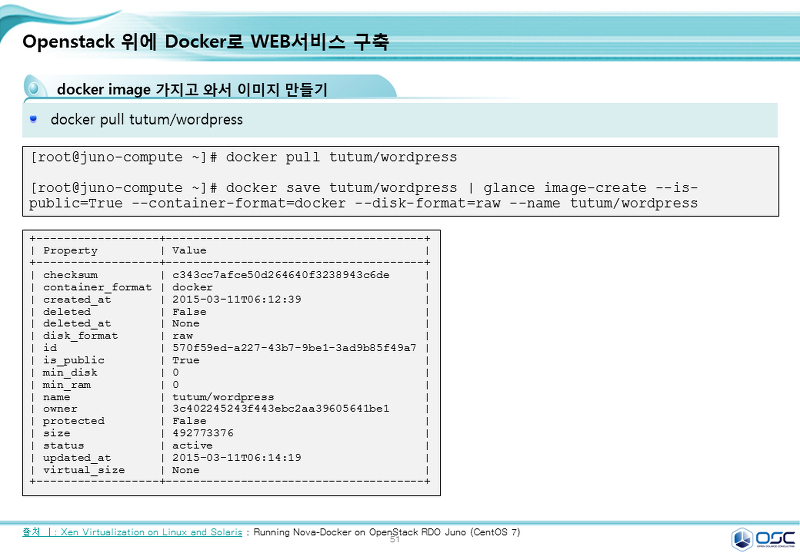 Openstack 위에 Docker로 WEB서비스 구축
docker image 가지고 와서 이미지 만들기
docker pull tutum/wordpress
[root@juno-compute ~]# docker pull tutum/wordpress
[root@juno-compute ~]# docker save tutum/wordpress | glance image-create --is-
public=True --container-format=docker --disk-format=raw --name tutum/wordpress
+------------------+--------------------------------------+
| Property | Value |
+------------------+--------------------------------------+
| checksum | c343cc7afce50d264640f3238943c6de |
| container_format | docker |
| created_at | 2015-03-11T06:12:39 |
| deleted | False |
| deleted_at | None |
| disk_format | raw |
| id | 570f59ed-a227-43b7-9be1-3ad9b85f49a7 |
| is_public | True |
| min_disk | 0 |
| min_ram | 0 |
| name | tutum/wordpress |
| owner | 3c402245243f443ebc2aa39605641be1 |
| protected | False |
| size | 492773376 |
| status | active |
| updated_at | 2015-03-11T06:14:19 |
| virtual_size | None |
+------------------+--------------------------------------+
출처 | : Xen Virtualization on Linux and Solaris : Running Nova-Docker on OpenStack RDO Juno (CentOS 7)
51
OSC
OPEN SOURCE CONSULTING